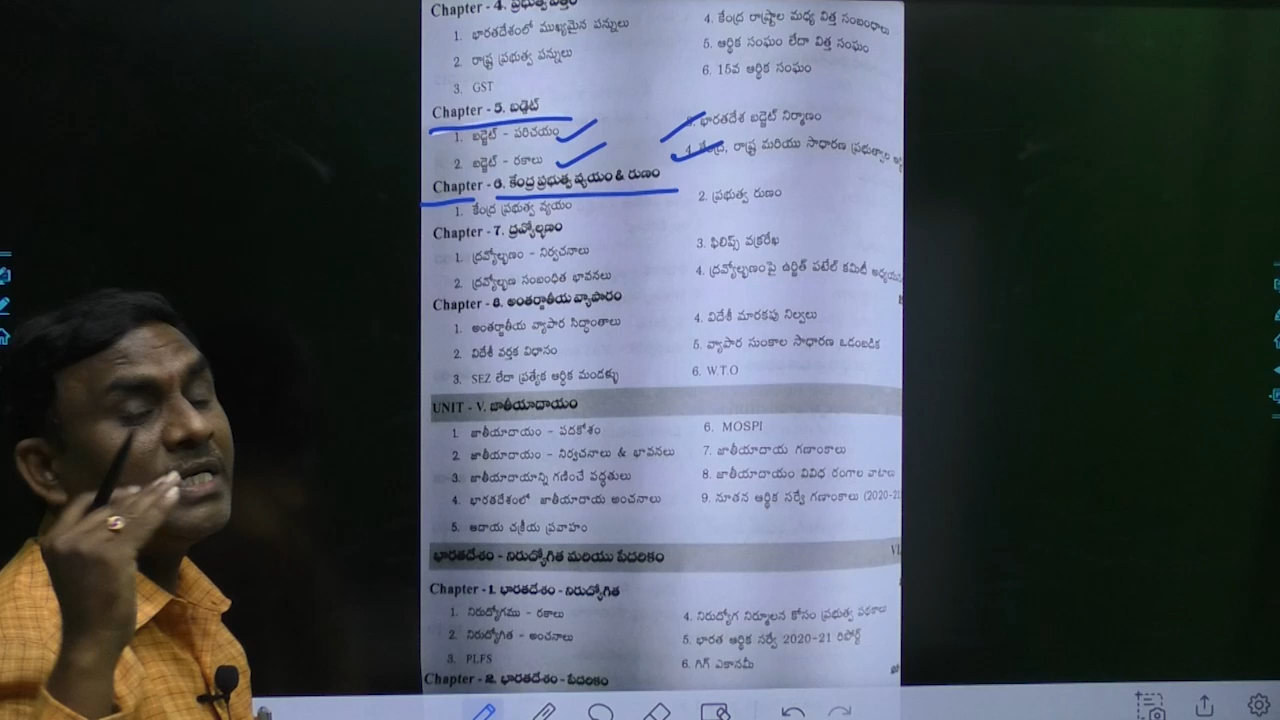 Chapter - 4. ప్రభుత్వ విత్తం
1. భారతదేశంలో ముఖ్యమైన పన్నులు
2. రాష్ట్ర ప్రభుత్వ పన్నులు
3. GST
4. కేంద్ర రాష్ట్రాల మధ్య విత్త సంబంధాలు
5. ఆర్థిక సంఘం లేదా విత్త సంఘం
6. 15వ ఆర్థిక సంఘం
Chapter - 5. బడ్జెట్
1. బడ్జెట్ - పరిచయం
2. బడ్జెట్ - రకాలు
3. భారతదేశ బడ్జెట్ నిర్మాణం
4. కేంద్ర, రాష్ట్ర మరియు సాధారణ ప్రభుత్వాల
Chapter - 6. కేంద్ర ప్రభుత్వ వ్యయం & రుణం
1. కేంద్ర ప్రభుత్వ వ్యయం
2. ప్రభుత్వ రుణం
Chapter - 7. ద్రవ్యోల్బణం
1. ద్రవ్యోల్బణం - నిర్వచనాలు
2. ద్రవ్యోల్బణ సంబంధిత భావనలు
3. ఫిలిప్స్ వక్రరేఖ
4. ద్రవ్యోల్బణంపై ఉర్జిత్ పటేల్ కమిటీ
Chapter - 8. అంతర్జాతీయ వ్యాపారం
1. అంతర్జాతీయ వ్యాపార సిద్ధాంతాలు
2. విదేశీ వర్తక విధానం
3. SEZ లేదా ప్రత్యేక ఆర్థిక మండళ్ళు
4. విదేశీ మారకపు నిల్వలు
5. వ్యాపార సుంకాల సాధారణ ఒడంబడిక
6. W.T.O
UNIT - V. జాతీయాదాయం
1. జాతీయాదాయం - పదకోశం
2. జాతీయాదాయం - నిర్వచనాలు & భావనలు
3. జాతీయాదాయాన్ని గణించే పద్ధతులు
4. భారతదేశంలో జాతీయాదాయ అంచనాలు
5. ఆదాయ చక్రీయ ప్రవాహం
6. MOSPI
7. జాతీయాదాయ గణాంకాలు
8. జాతీయాదాయం వివిధ రంగాల వాటాలు
9. నూతన ఆర్థిక సర్వే గణాంకాలు (2020-21
భారతదేశం - నిరుద్యోగిత మరియు పేదరికం
Chapter - 1. భారతదేశం - నిరుద్యోగిత
1. నిరుద్యోగము - రకాలు
2. నిరుద్యోగిత - అంచనాలు
3. PLFS
4. నిరుద్యోగ నిర్మూలన కోసం ప్రభుత్వ పథకాలు
5. భారత ఆర్థిక సర్వే 2020-21 రిపోర్ట్
6. గిగ్ ఎకానమీ
Chapter - 2. భారతదేశం - పేదరికం